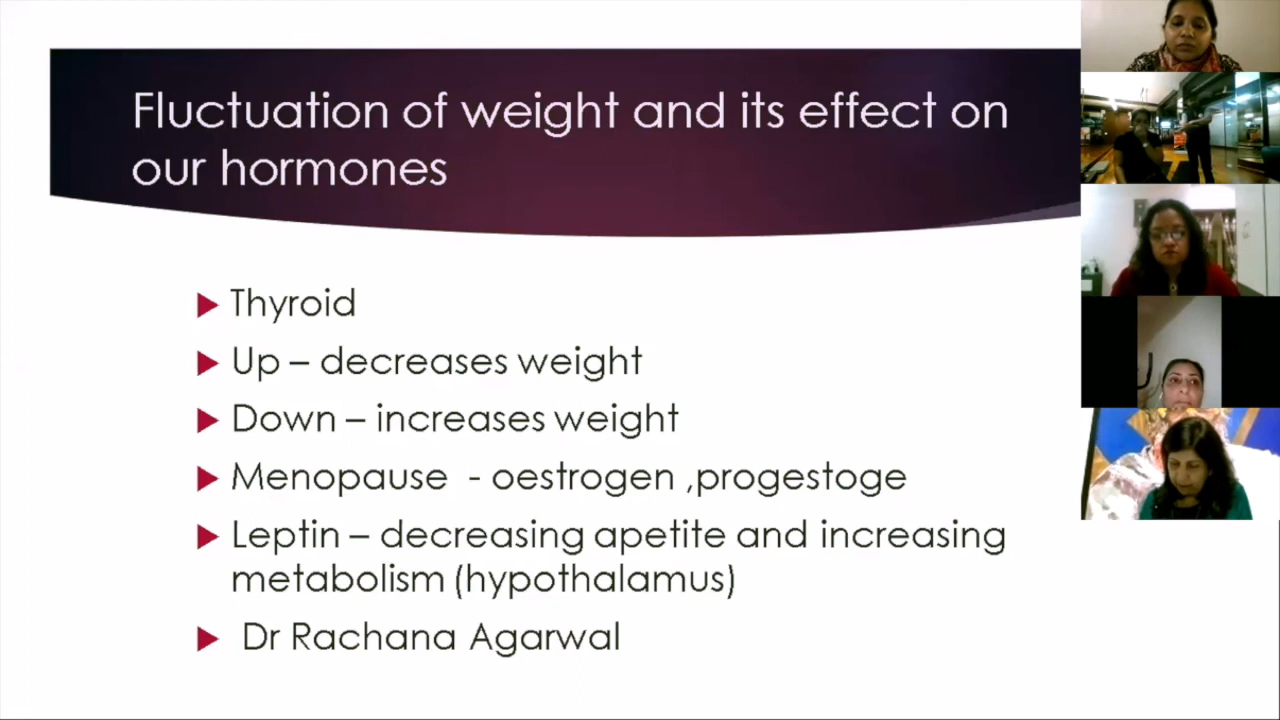 Fluctuation of weight and its effect on
our hormones
Thyroid
Up – decreases weight
Down – increases weight
Menopause - oestrogen ,progestoge
Leptin – decreasing apetite and increasing
metabolism (hypothalamus)
Dr Rachana Agarwal